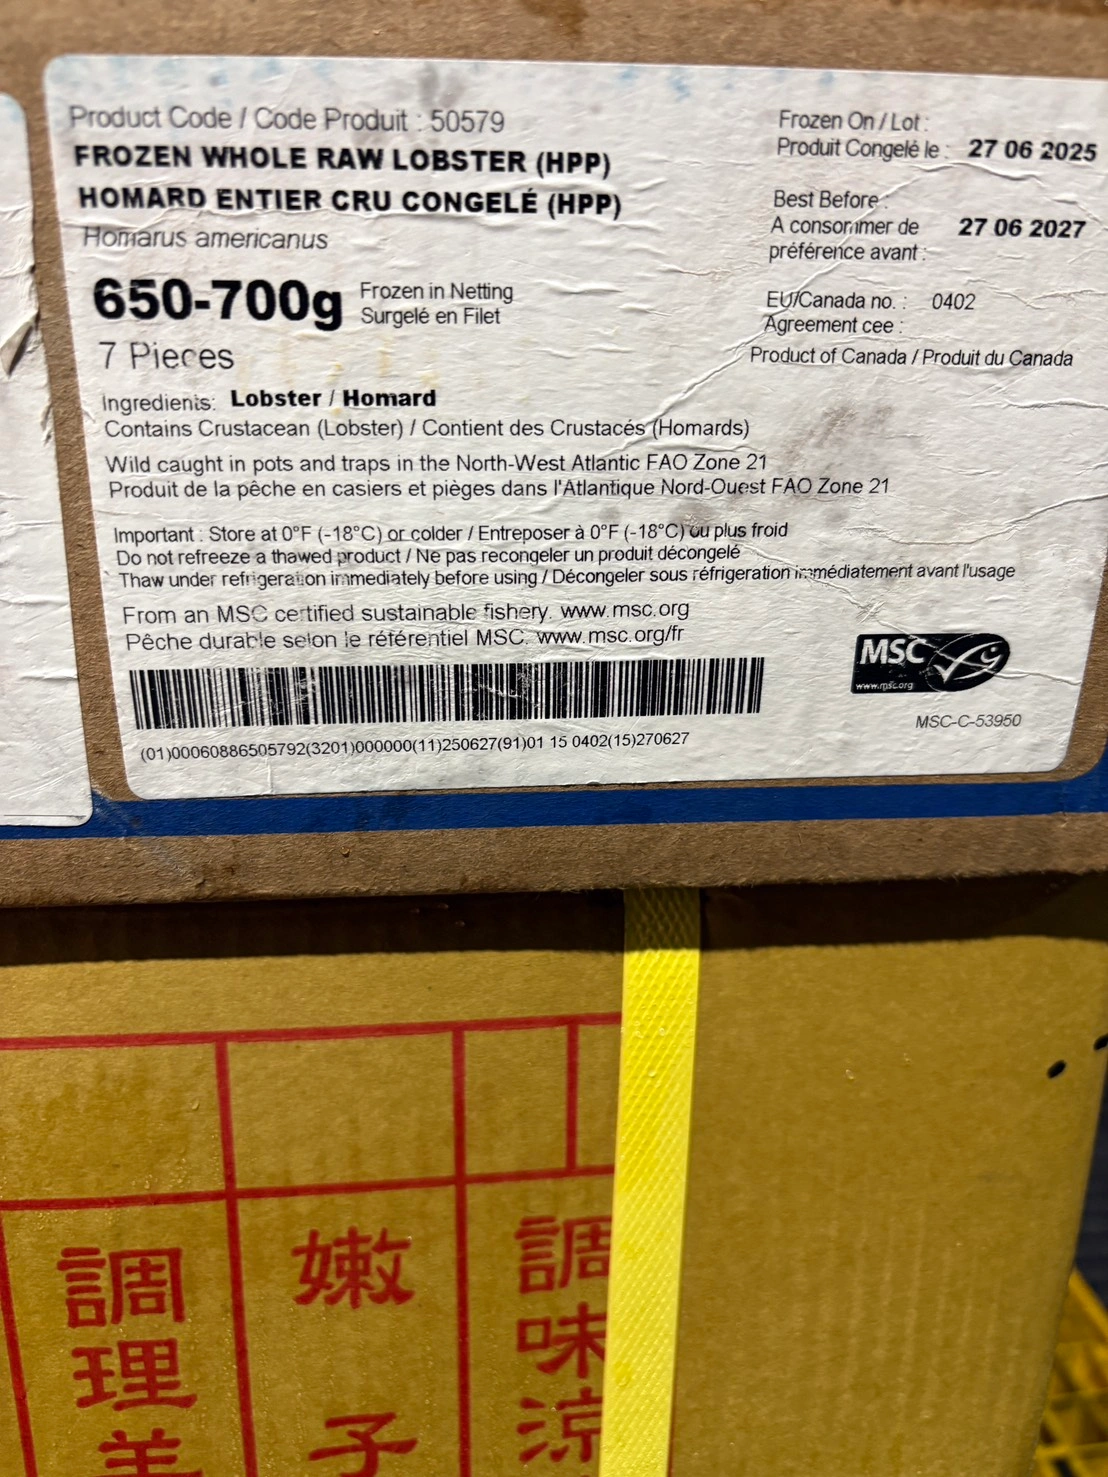 Product Code / Code Produit : 50579
FROZEN WHOLE RAW LOBSTER (HPP)
HOMARD ENTIER CRU CONGELÉ (HPP)
Homarus americanus
650-700g
Frozen in Netting
Surgelé en Filet
7 Pieces
Frozen On / Lot :
Produit Congelé le : 27 06 2025
Best Before :
A consommer de
préférence avant : 27 06 2027
EU/Canada no. : 0402
Agreement cee :
Product of Canada / Produit du Canada
Ingredients: Lobster / Homard
Contains Crustacean (Lobster) / Contient des Crustacés (Homards)
Wild caught in pots and traps in the North-West Atlantic FAO Zone 21
Produit de la pêche en casiers et pièges dans l'Atlantique Nord-Ouest FAO Zone 21
Important : Store at 0°F (-18°C) or colder / Entreposer à 0°F (-18°C) ou plus froid
Do not refreeze a thawed product / Ne pas recongeler un produit décongelé
Thaw under refrigeration immediately before using / Décongeler sous réfrigeration immédiatement avant l'usage
From an MSC certified sustainable fishery. www.msc.org
Pêche durable selon le référentiel MSC. www.msc.org/fr
MSC
www.msc.org
MSC-C-53950
(01)00060886505792(3201)000000(11)250627(91)01 15 0402(15)270627
調理美
嫩子
調味涼